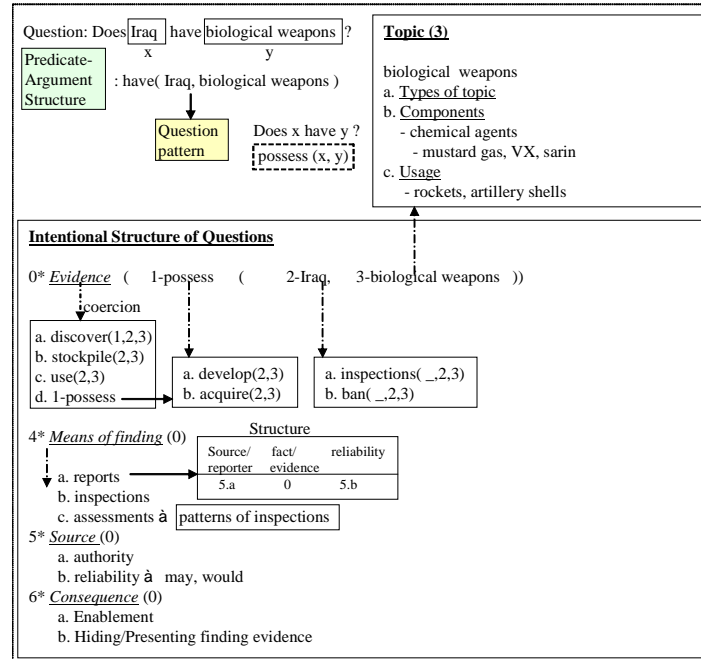 Question: Does Iraq have biological weapons ?
x y
Predicate-
Argument
Structure
: have( Iraq, biological weapons )
Question
pattern
Does x have y ?
possess (x, y)
Topic (3)
biological weapons
a. Types of topic
b. Components
- chemical agents
- mustard gas, VX, sarin
c. Usage
- rockets, artillery shells
Intentional Structure of Questions
0* Evidence ( 1-possess ( 2-Iraq, 3-biological weapons ))
coercion
a. discover(1,2,3)
b. stockpile(2,3)
c. use(2,3)
d. 1-possess
a. develop(2,3)
b. acquire(2,3)
a. inspections( _,2,3)
b. ban( _,2,3)
4* Means of finding (0)
a. reports
b. inspections
c. assessments à patterns of inspections
Structure
Source/ fact/ reliability
reporter evidence
5.a 0 5.b
5* Source (0)
a. authority
b. reliability à may, would
6* Consequence (0)
a. Enablement
b. Hiding/Presenting finding evidence